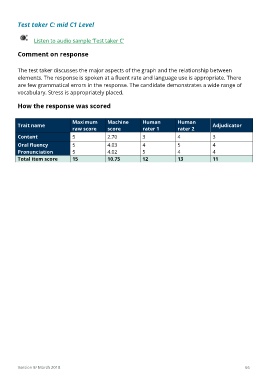 Test taker C: mid C1 Level
Listen to audio sample 'Test taker C'
Comment on response
The test taker discusses the major aspects of the graph and the relationship between
elements. The response is spoken at a fluent rate and language use is appropriate. There
are few grammatical errors in the response. The candidate demonstrates a wide range of
vocabulary. Stress is appropriately placed.
How the response was scored
Trait name Maximum raw score Machine score Human rater 1 Human rater 2 Adjudicator
Content 5 2.70 3 4 3
Oral fluency 5 4.03 4 5 4
Pronunciation 5 4.02 5 4 4
Total item score 15 10.75 12 13 11
March 2019